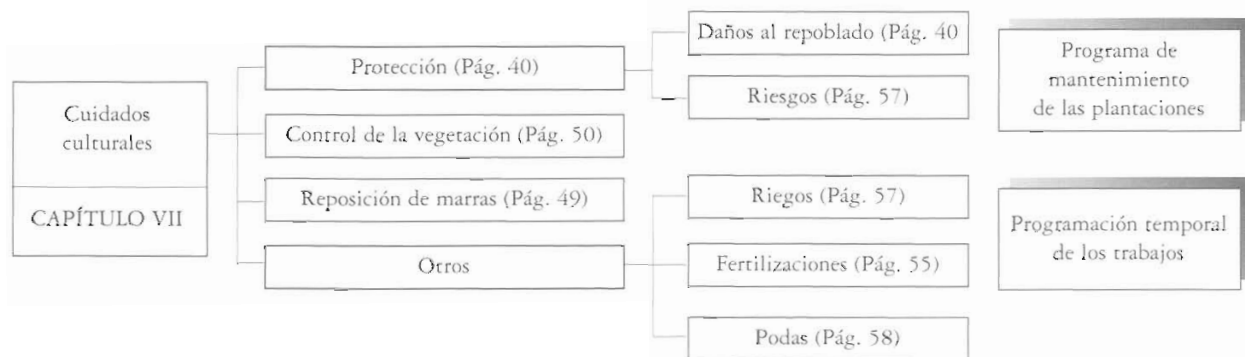 Cuidados
culturales
CAPÍTULO VII
Protección (Pág. 40)
Control de la vegetación (Pág. 50)
Reposición de marras (Pág. 49)
Otros
Daños al repoblado (Pág. 40
Riesgos (Pág. 57)
Riegos (Pág. 57)
Fertilizaciones (Pág. 55)
Podas (Pág. 58)
Programa de
mantenimiento
de las plantaciones
Programación temporal
de los trabajos